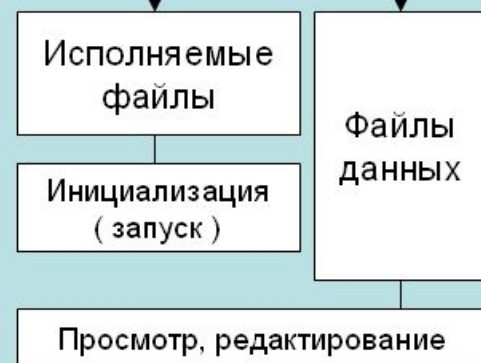 Исполняемые
файлы
Файлы
данных
Инициализация
( запуск )
Просмотр, редактирование